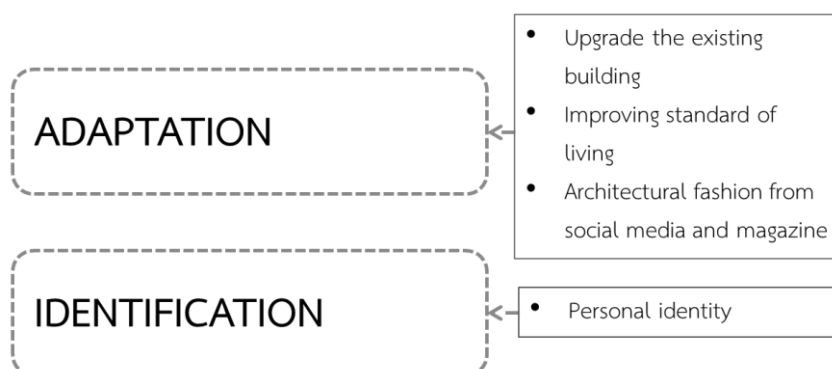 ADAPTATION
• Upgrade the existing
building
• Improving standard of
living
• Architectural fashion from
social media and magazine
IDENTIFICATION
• Personal identity